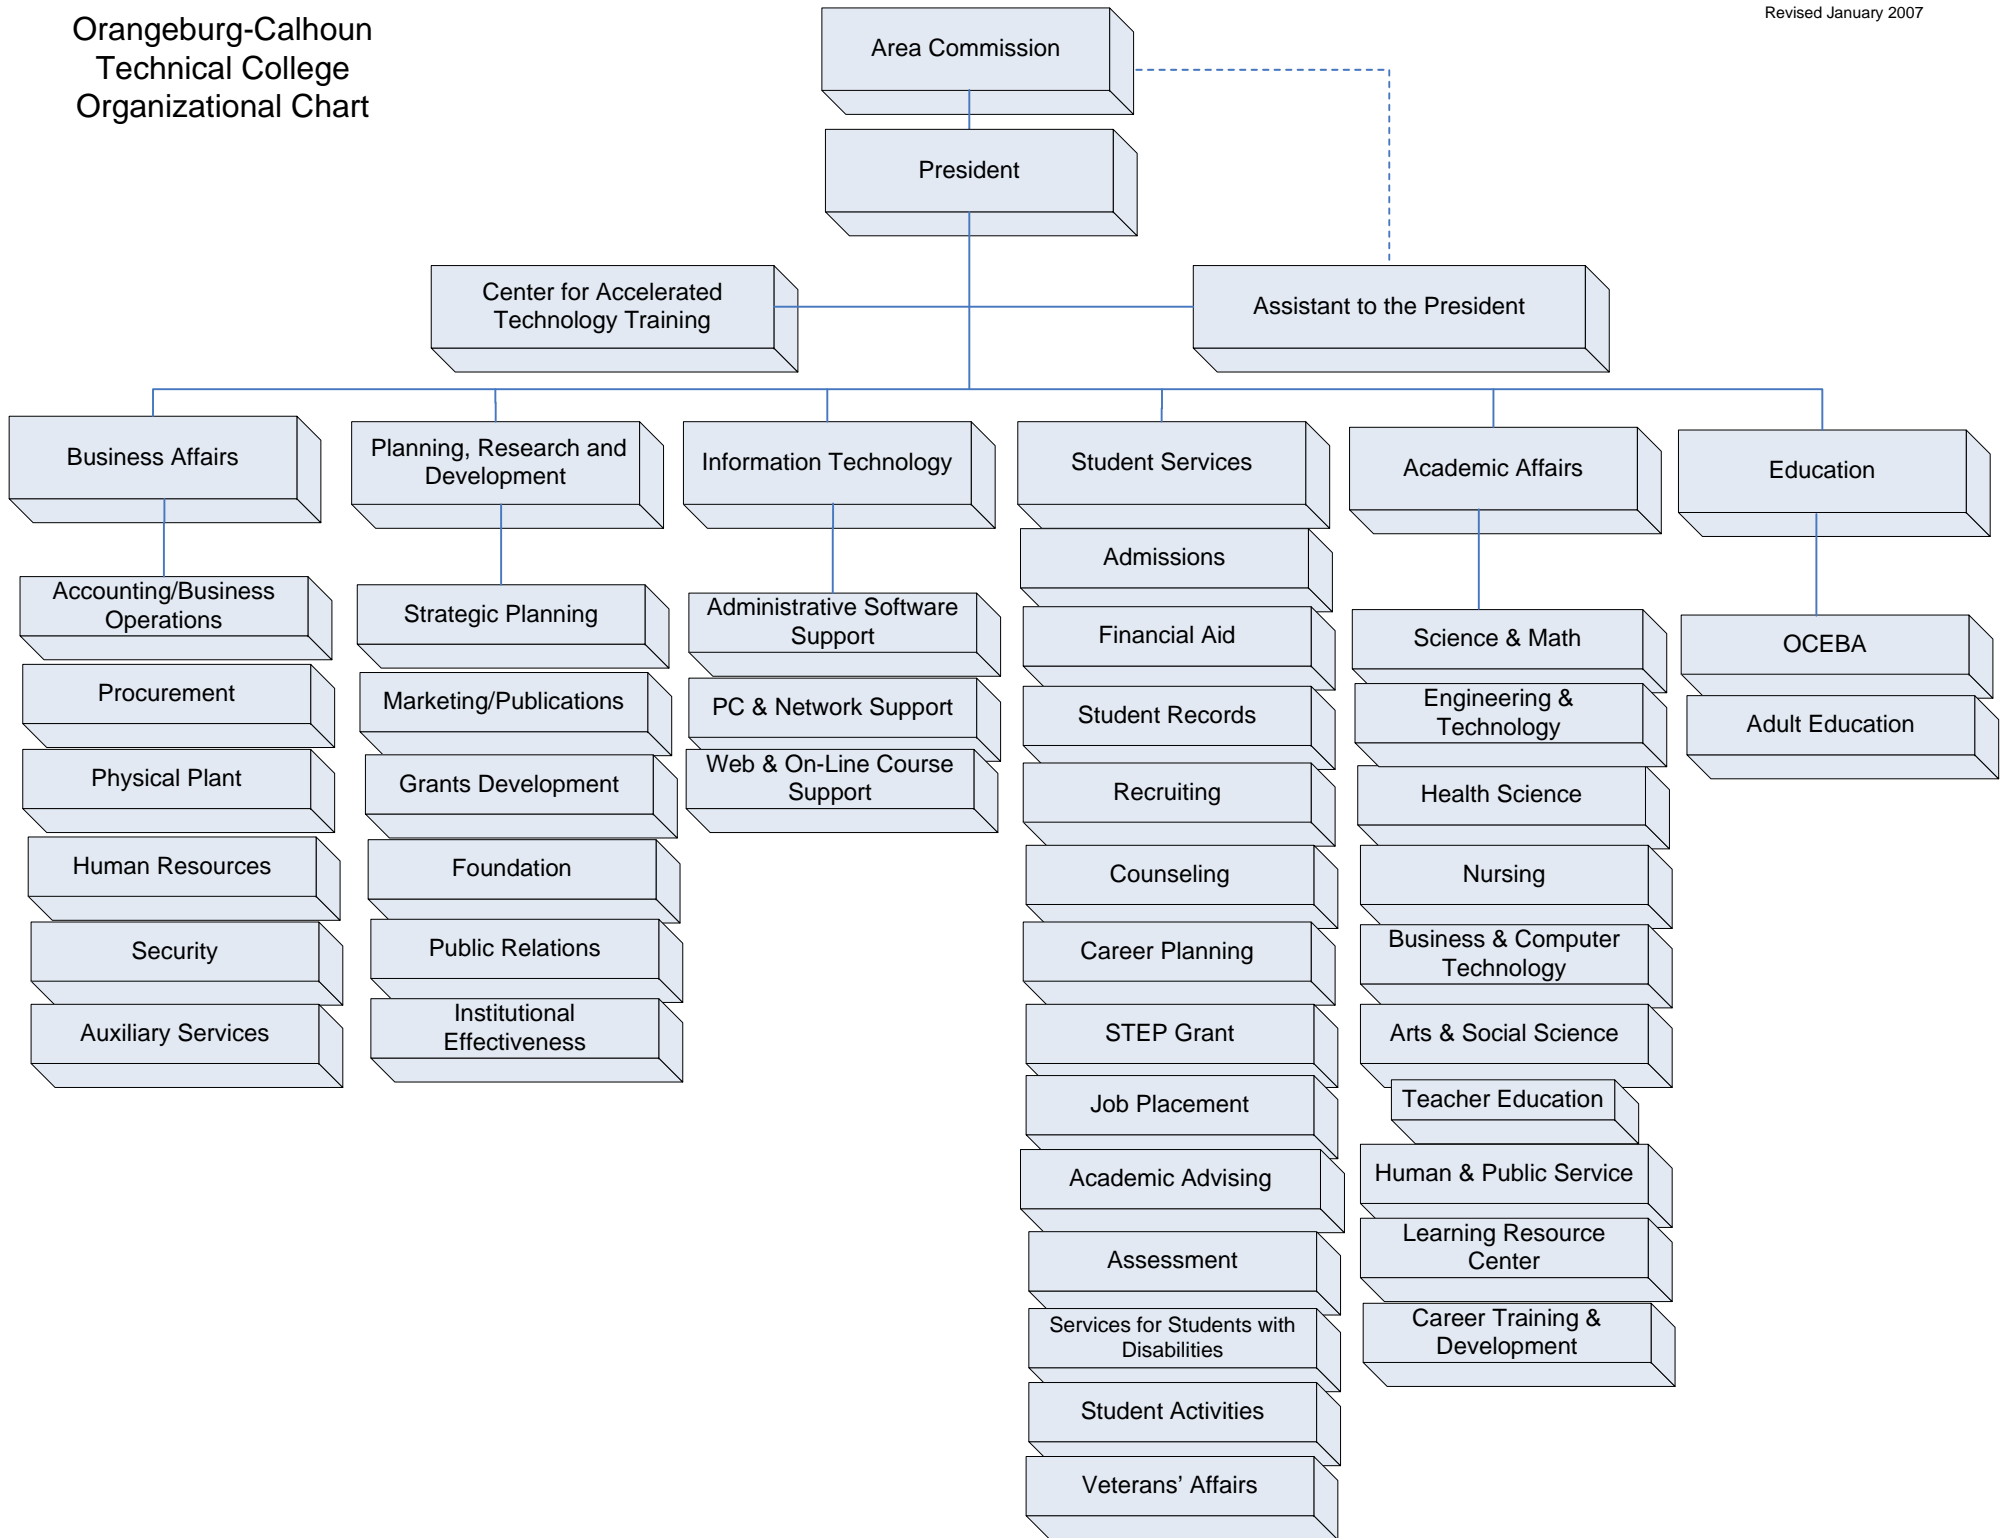 Orangeburg-Calhoun
Technical College
Organizational Chart
Revised January 2007
Area Commission
President
Center for Accelerated
Technology Training
Assistant to the President
Business Affairs
Planning, Research and
Development
Information Technology
Student Services
Academic Affairs
Education
Accounting/Business
Operations
Procurement
Physical Plant
Human Resources
Security
Auxiliary Services
Strategic Planning
Marketing/Publications
Grants Development
Foundation
Public Relations
Institutional
Effectiveness
Administrative Software
Support
PC & Network Support
Web & On-Line Course
Support
Admissions
Financial Aid
Student Records
Recruiting
Counseling
Career Planning
STEP Grant
Job Placement
Academic Advising
Assessment
Services for Students with
Disabilities
Student Activities
Veterans’ Affairs
Science & Math
Engineering &
Technology
Health Science
Nursing
Business & Computer
Technology
Arts & Social Science
Teacher Education
Human & Public Service
Learning Resource
Center
Career Training &
Development
OCEBA
Adult Education